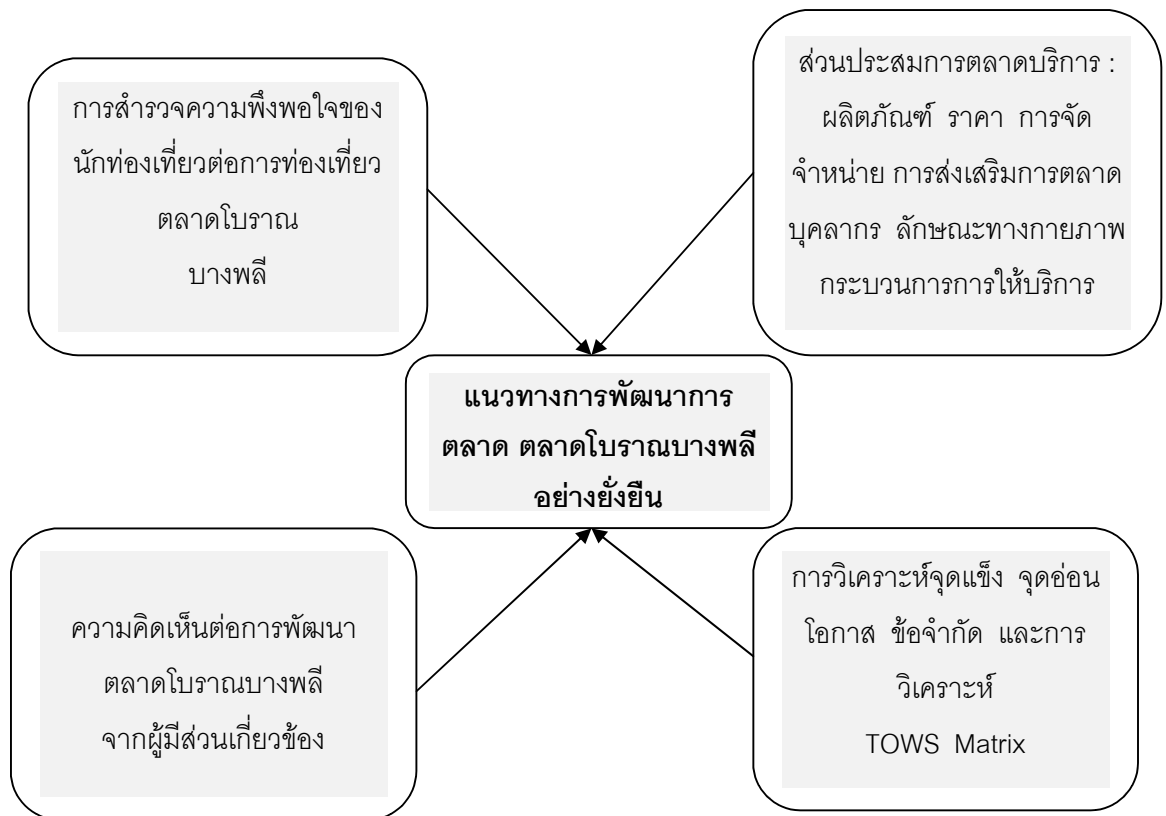 การสำรวจความพึงพอใจของ
นักท่องเที่ยวต่อการท่องเที่ยว
ตลาดโบราณ
บางพลี
ส่วนประสมการตลาดบริการ :
ผลิตภัณฑ์ ราคา การจัด
จำหน่าย การส่งเสริมการตลาด
บุคลากร ลักษณะทางกายภาพ
กระบวนการการให้บริการ
แนวทางการพัฒนาการ
ตลาด ตลาดโบราณบางพลี
อย่างยั่งยืน
ความคิดเห็นต่อการพัฒนา
ตลาดโบราณบางพลี
จากผู้มีส่วนเกี่ยวข้อง
การวิเคราะห์จุดแข็ง จุดอ่อน
โอกาส ข้อจำกัด และการ
วิเคราะห์
TOWS Matrix